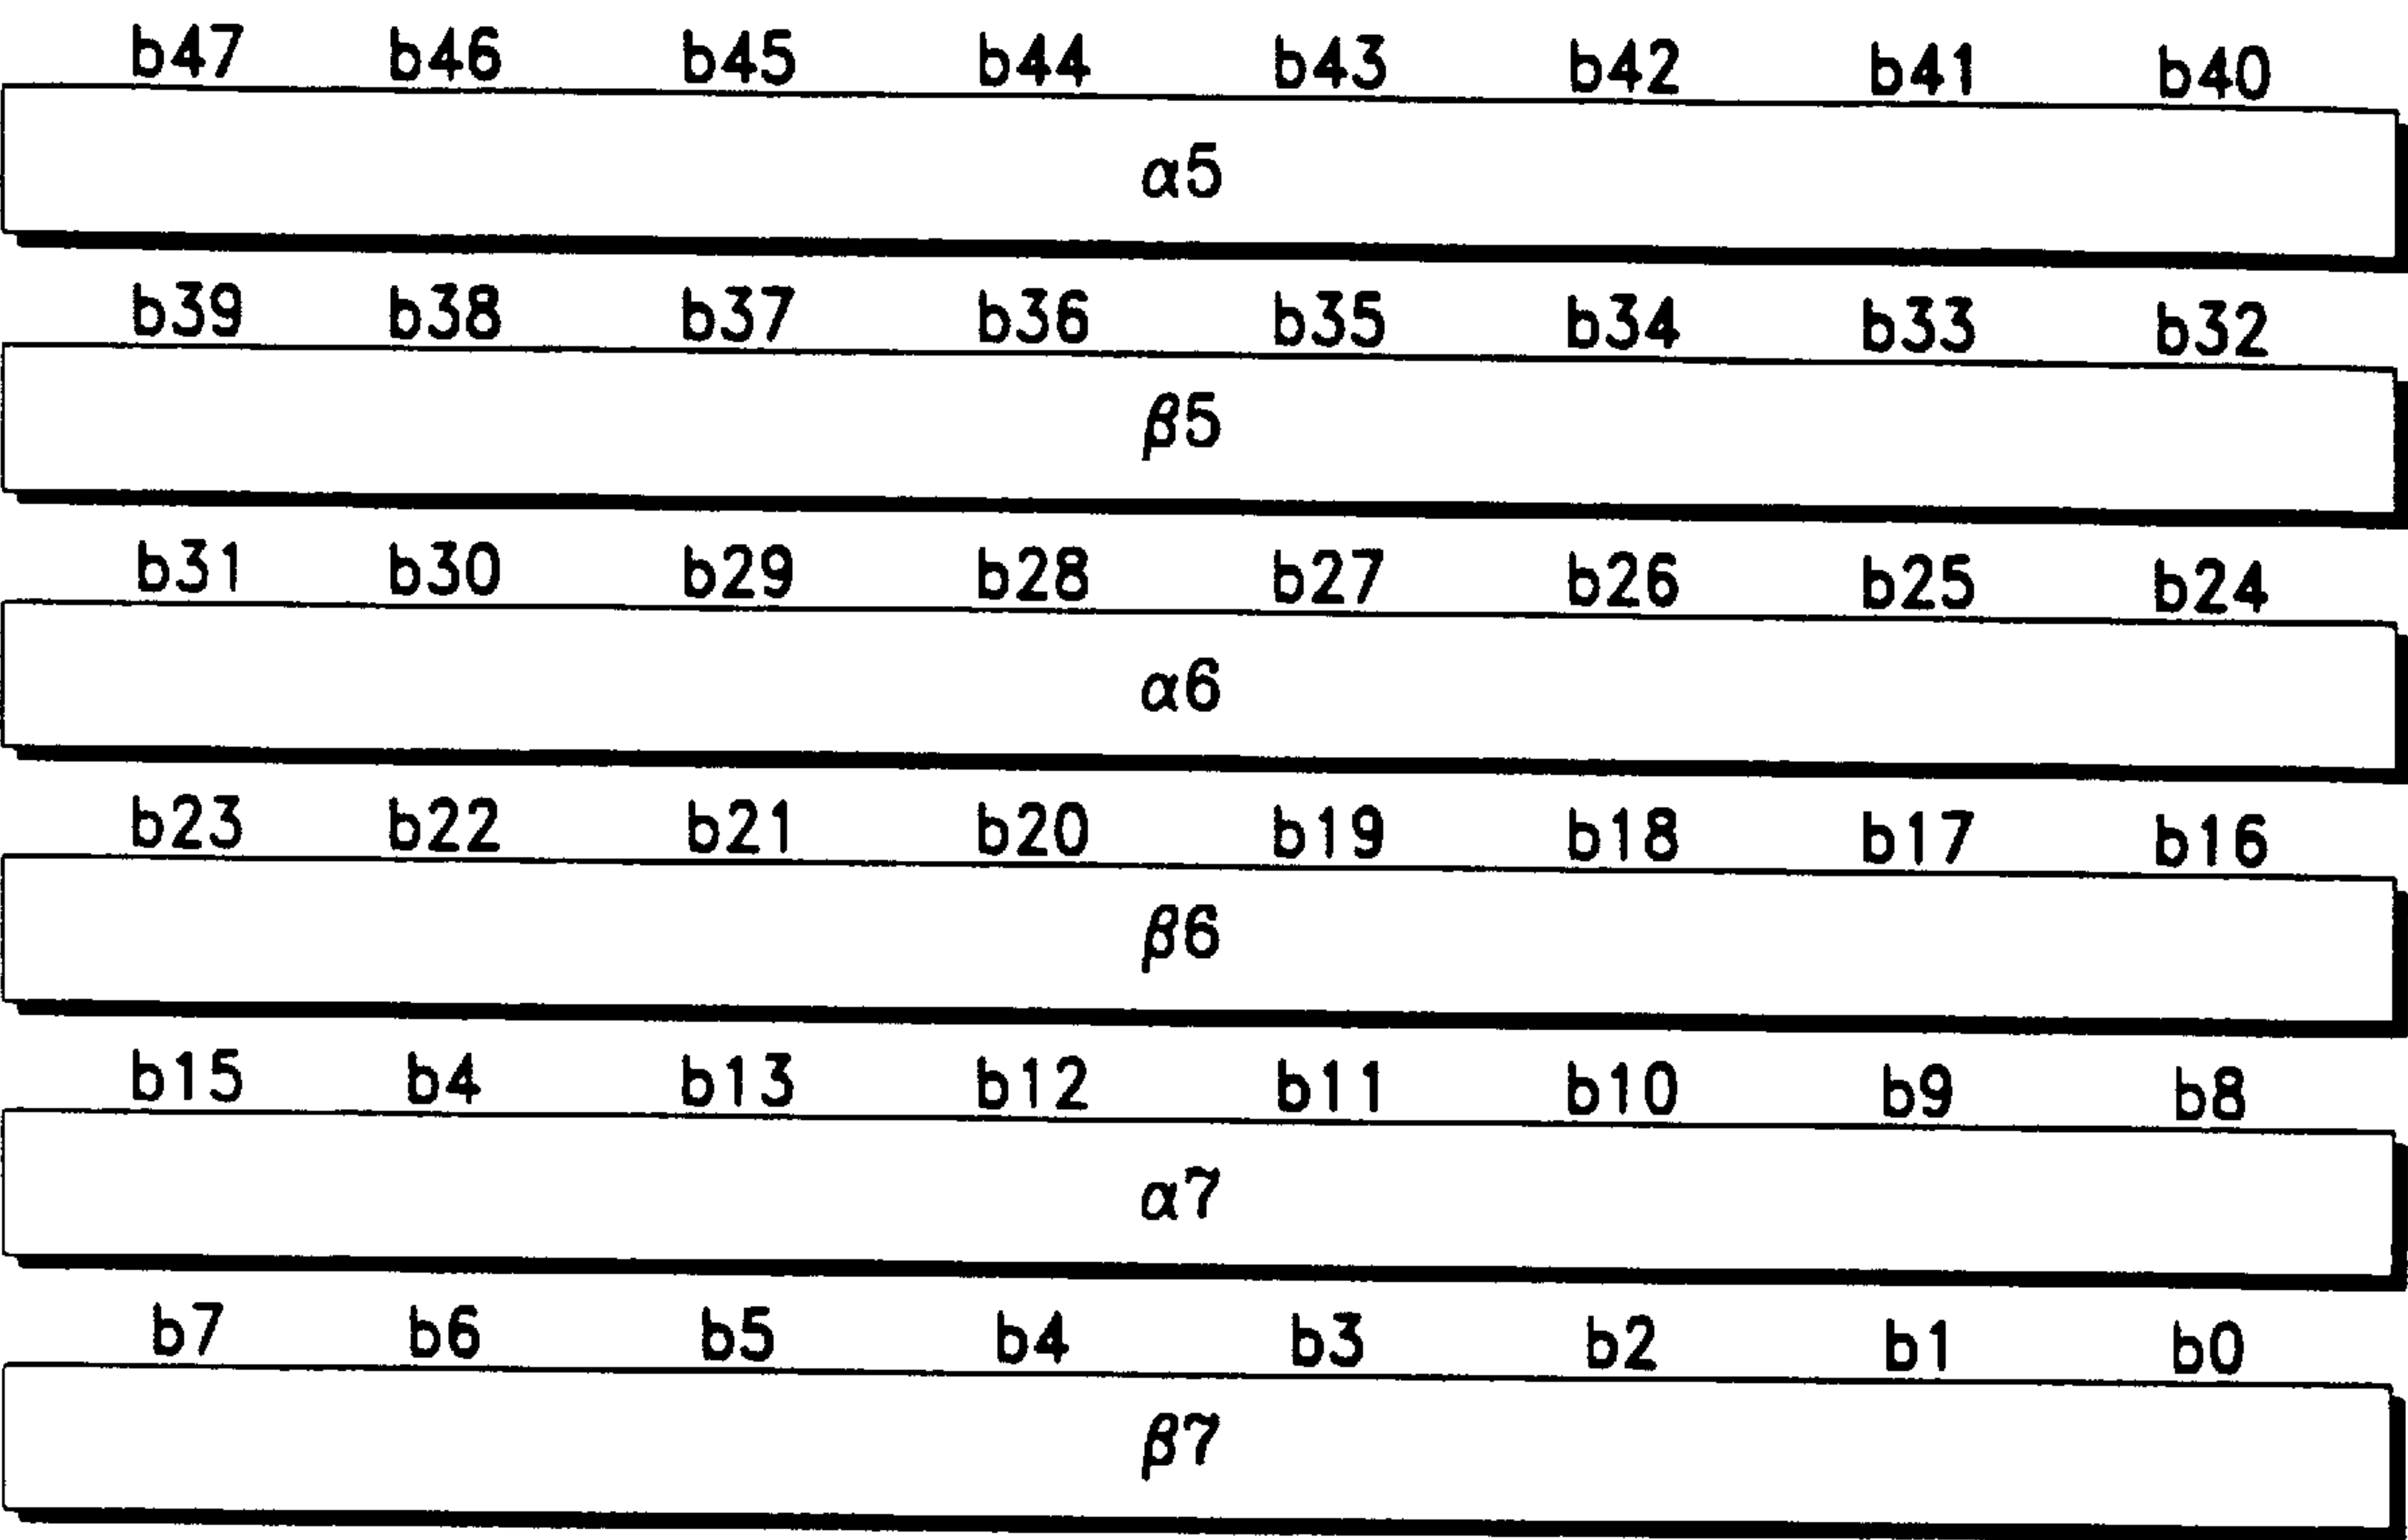 b47 b46 b45 b44 b43 b42 b41 b40
α5
b39 b38 b37 b36 b35 b34 b33 b32
β5
b31 b30 b29 b28 b27 b26 b25 b24
α6
b23 b22 b21 b20 b19 b18 b17 b16
β6
b15 b4 b13 b12 b11 b10 b9 b8
α7
b7 b6 b5 b4 b3 b2 b1 b0
β7